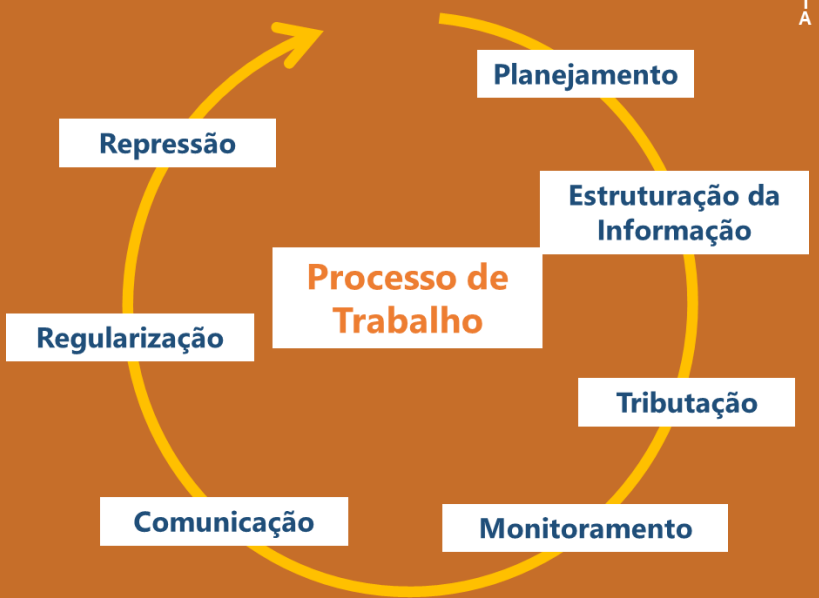 I
A
Planejamento
Repressão
Estruturação da
Informação
Processo de
Trabalho
Regularização
Tributação
Comunicação
Monitoramento